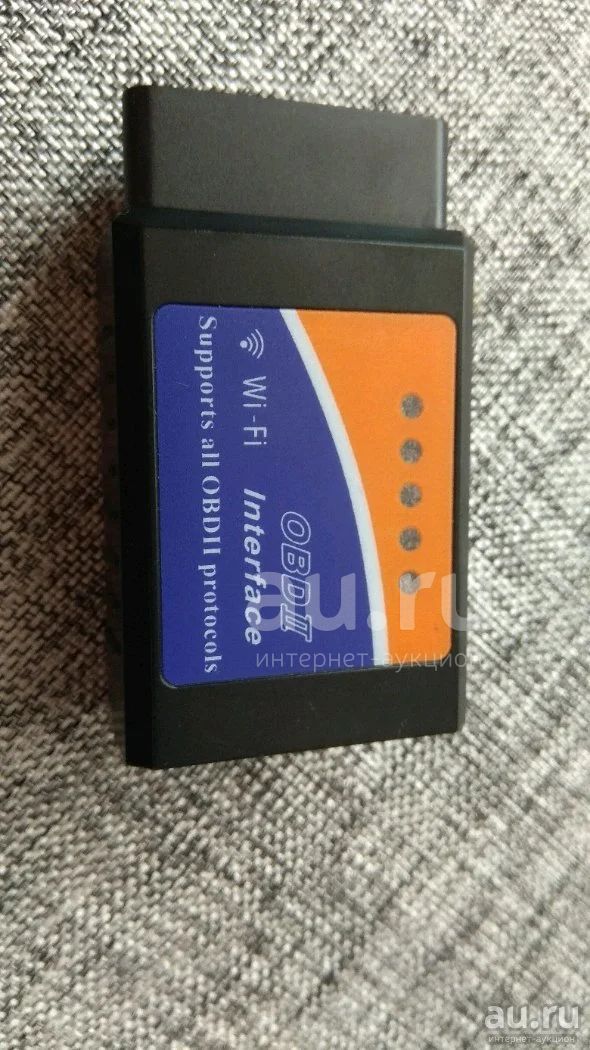 OBDII
Wi-Fi Interface
Supports all OBDII protocols
au.ru
интернет-аукцион
au.ru
интернет-аукцион